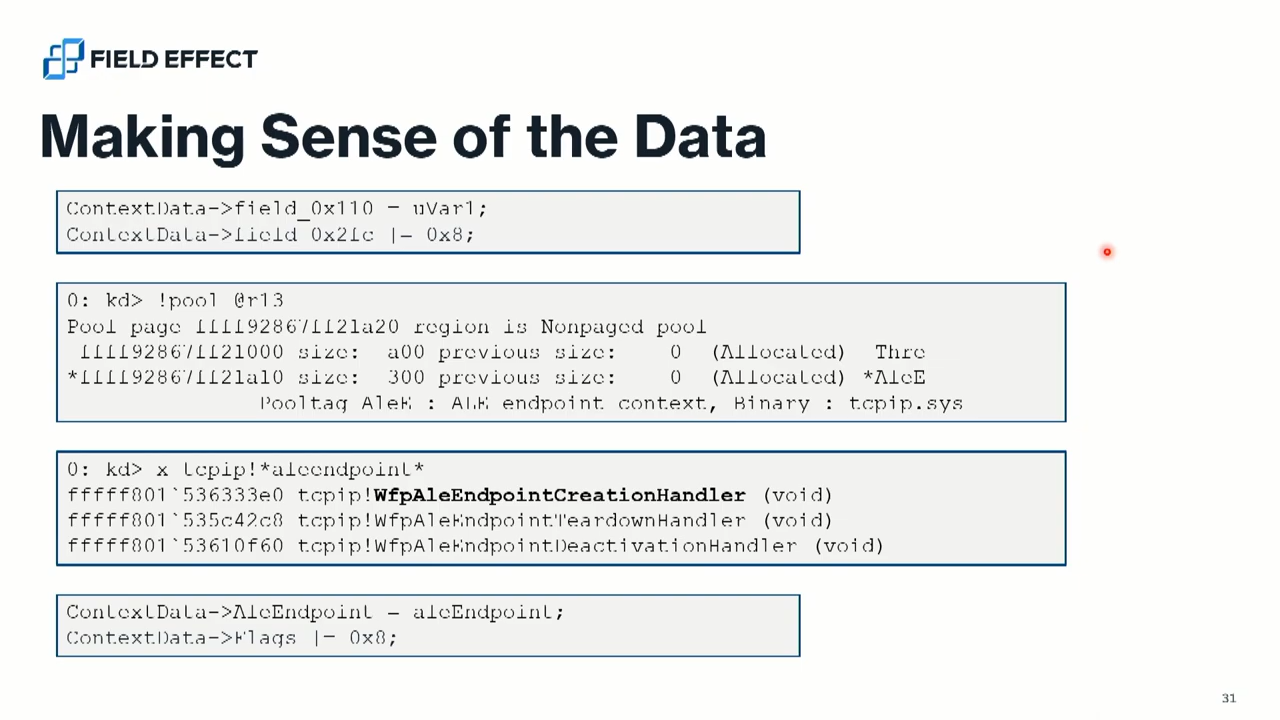 FIELD EFFECT
Making Sense of the Data
ContextData->field_0x110 = uVar1;
ContextData->field_0x2fc |= 0x8;
0: kd> !pool @r13
Pool page ffff92867ff21a20 region is Nonpaged pool
ffff92867ff21000 size: a00 previous size: 0 (Allocated) Thre
*ffff92867ff21a10 size: 300 previous size: 0 (Allocated) *AleE
Pooltag AleE : ALE endpoint context, Binary : tcpip.sys
0: kd> x tcpip!*aleendpoint*
fffff801`536333e0 tcpip!WfpAleEndpointCreationHandler (void)
fffff801`535c42c8 tcpip!WfpAleEndpointTeardownHandler (void)
fffff801`53610f60 tcpip!WfpAleEndpointDeactivationHandler (void)
ContextData->AleEndpoint = aleEndpoint;
ContextData->Flags |= 0x8;
31